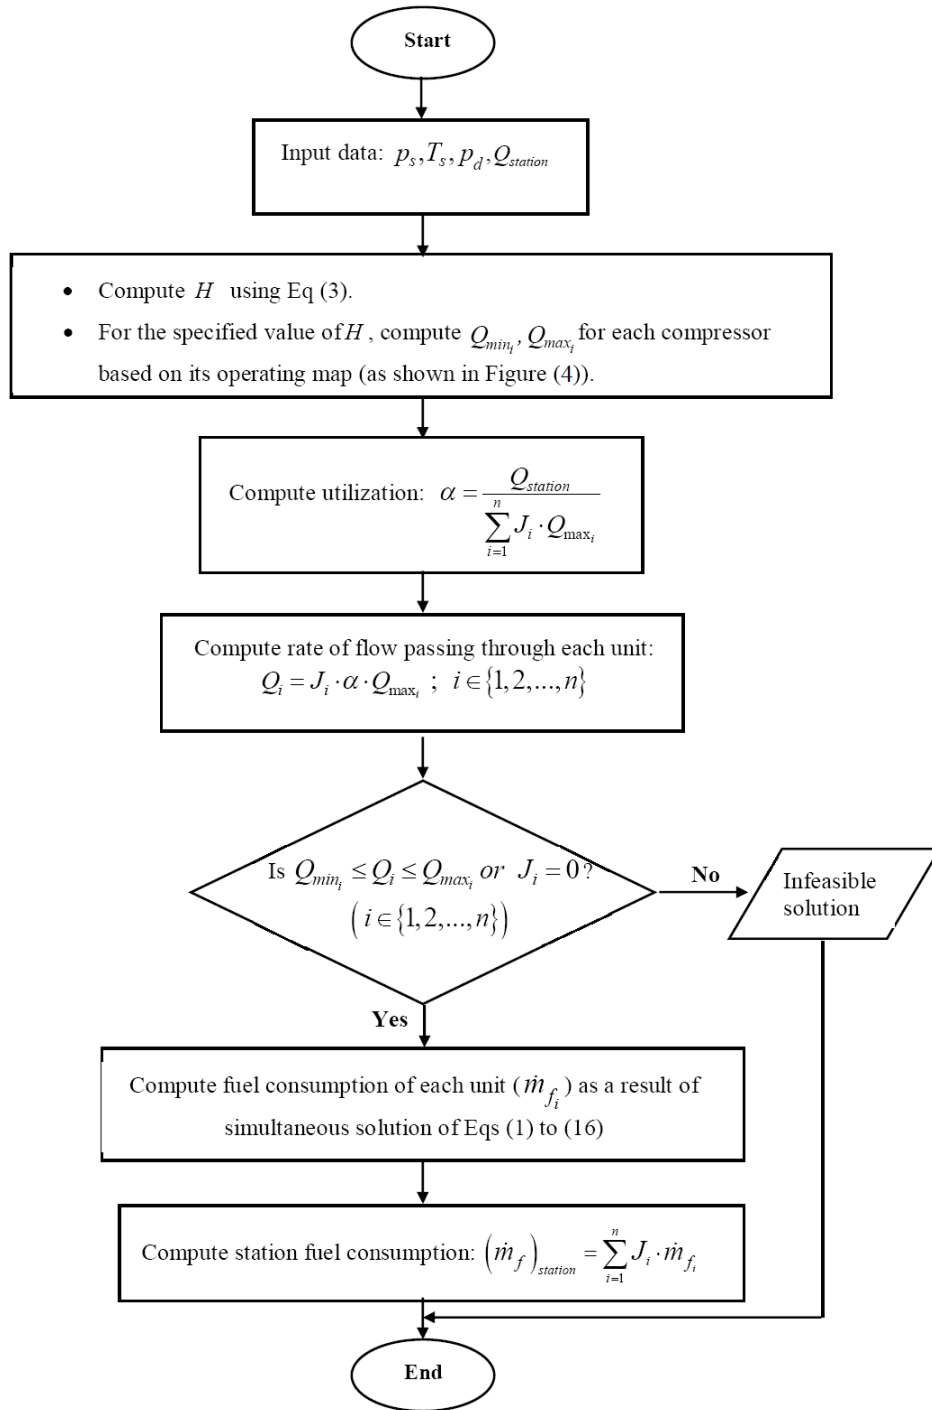 Start
Input data: p_s, T_s, p_d, Q_station
• Compute H using Eq (3).
• For the specified value of H, compute Q_min_i, Q_max_i for each compressor
based on its operating map (as shown in Figure (4)).
Compute utilization: α = Q_station / ∑_{i=1}^{n} J_i · Q_max_i
Compute rate of flow passing through each unit:
Q_i = J_i · α · Q_max_i ; i ∈ {1, 2, ..., n}
Is Q_min_i ≤ Q_i ≤ Q_max_i or J_i = 0 ?
(i ∈ {1, 2, ..., n})
No
Infeasible
solution
Yes
Compute fuel consumption of each unit (ṁ_f_i) as a result of
simultaneous solution of Eqs (1) to (16)
Compute station fuel consumption: (ṁ_f)_station = ∑_{i=1}^{n} J_i · ṁ_f_i
End